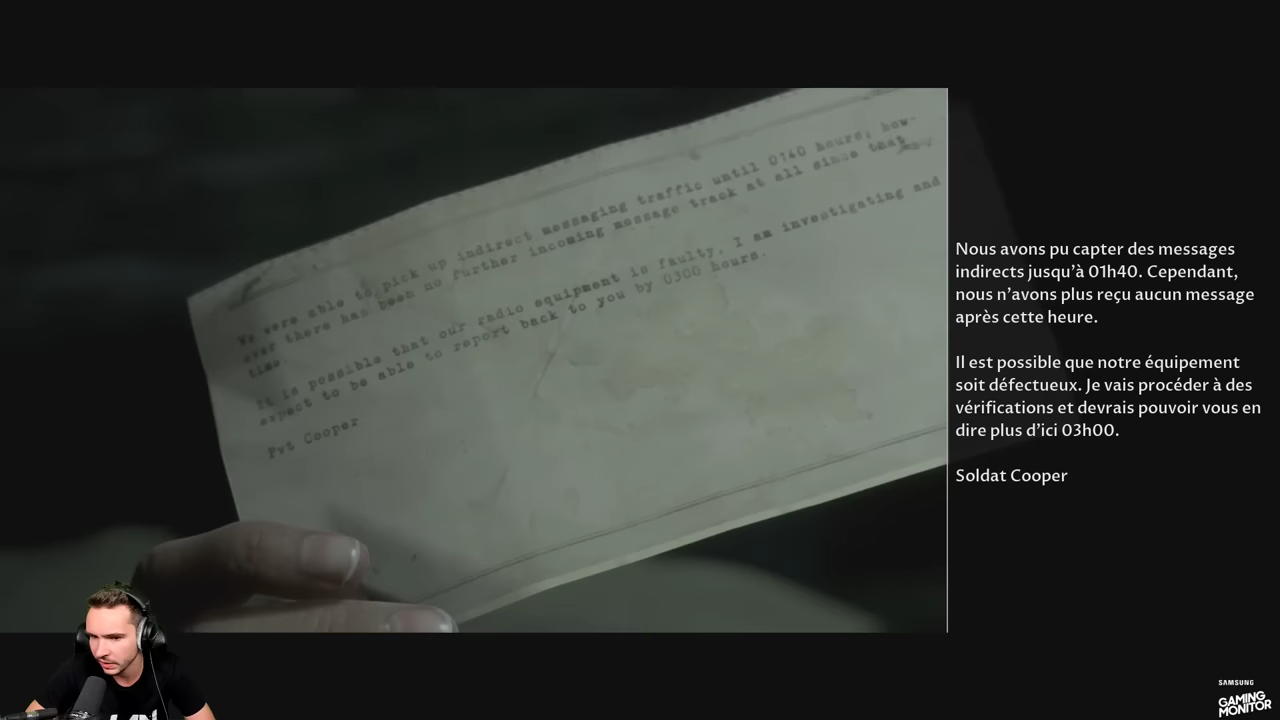 We were able to pick up indirect messaging traffic until 0140 hours; how-
ever there has been no further incoming message track at all since that
time.
It is possible that our radio equipment is faulty. I am investigating and
expect to be able to report back to you by 0300 hours.
Pvt Cooper
Nous avons pu capter des messages
indirects jusqu'à 01h40. Cependant,
nous n'avons plus reçu aucun message
après cette heure.
Il est possible que notre équipement
soit défectueux. Je vais procéder à des
vérifications et devrais pouvoir vous en
dire plus d'ici 03h00.
Soldat Cooper
SAMSUNG
GAMING
MONITOR